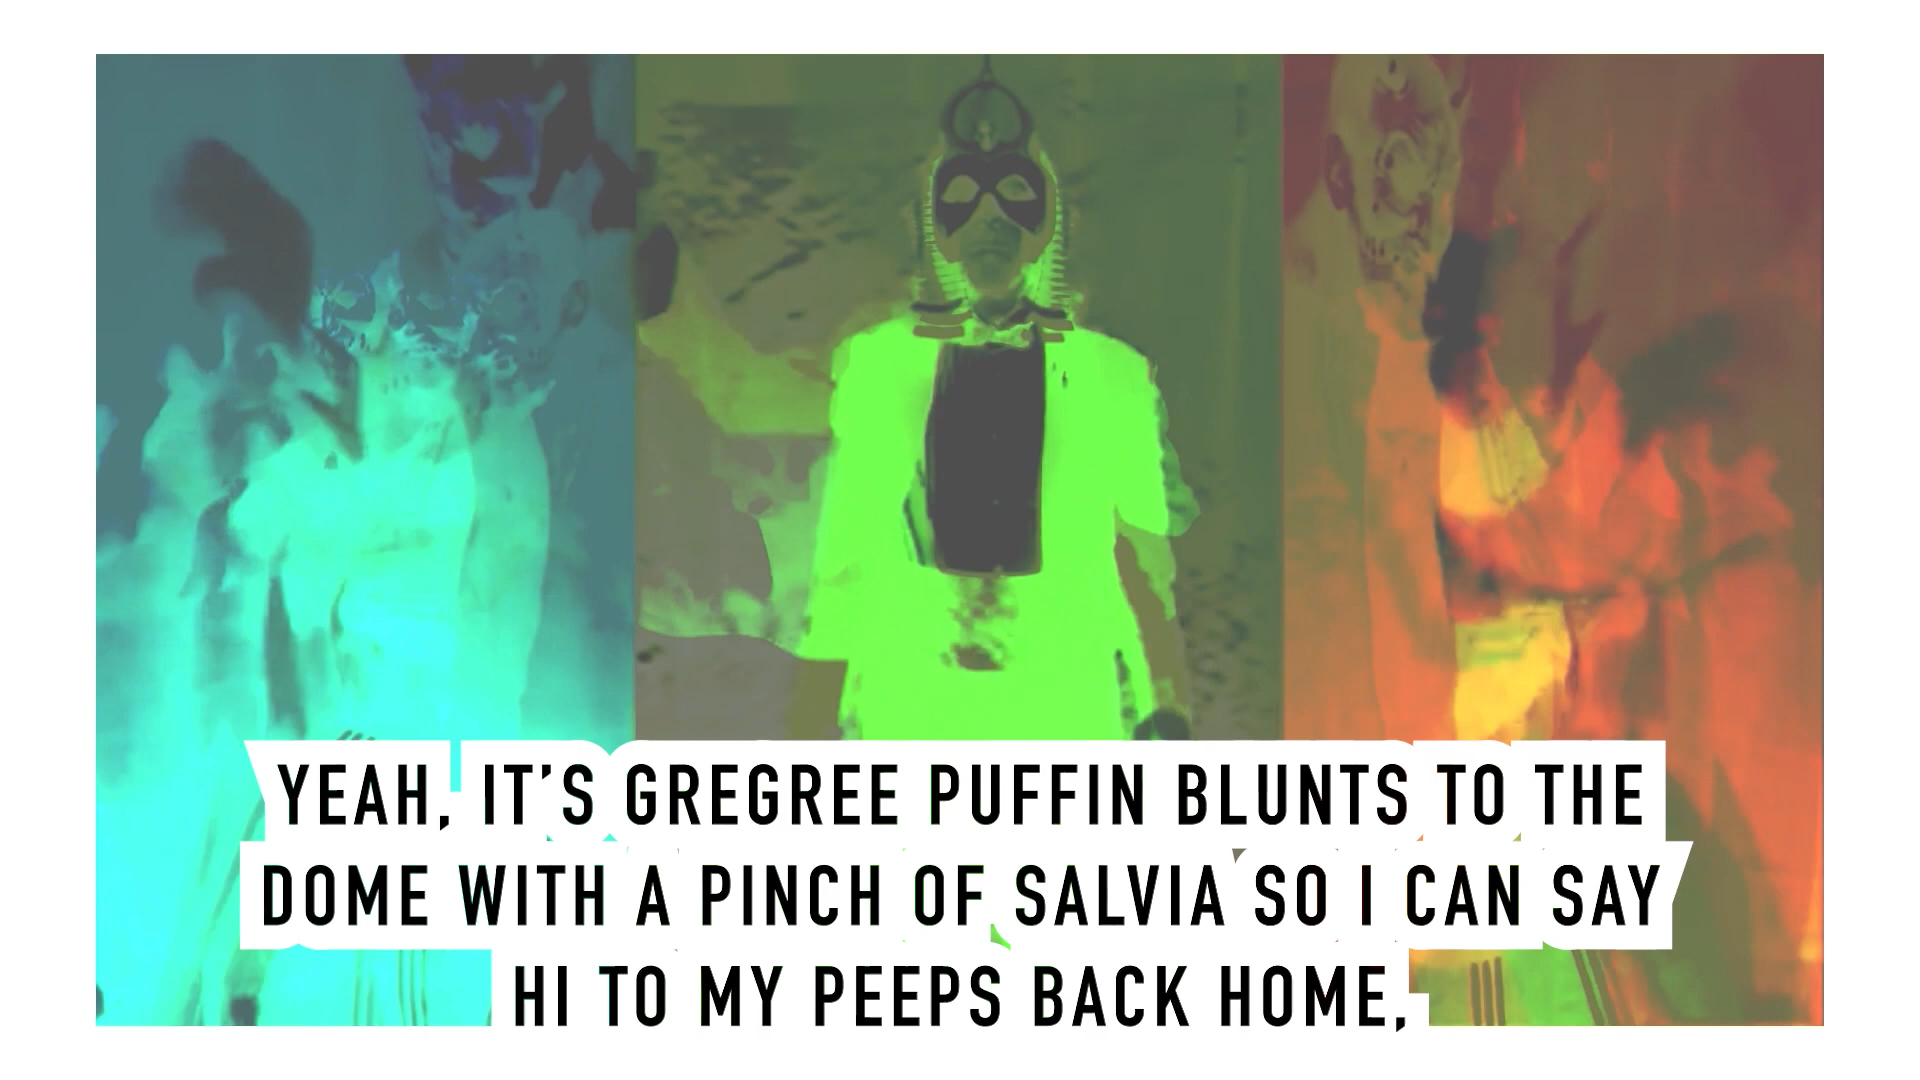 YEAH, IT'S GREGREE PUFFIN BLUNTS TO THE
DOME WITH A PINCH OF SALVIA SO I CAN SAY
HI TO MY PEEPS BACK HOME,